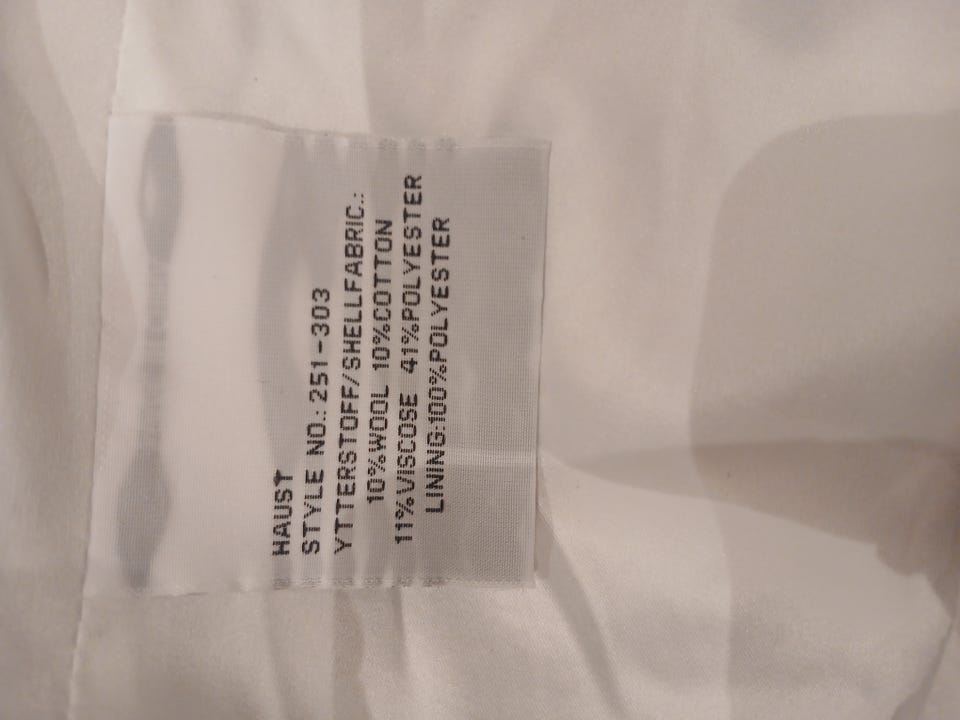 HAUST
STYLE NO.: 251-303
YTTERSTOFF/SHELLFABRIC.:
10%WOOL 10%COTTON
11%VISCOSE 41%POLYESTER
LINING:100%POLYESTER